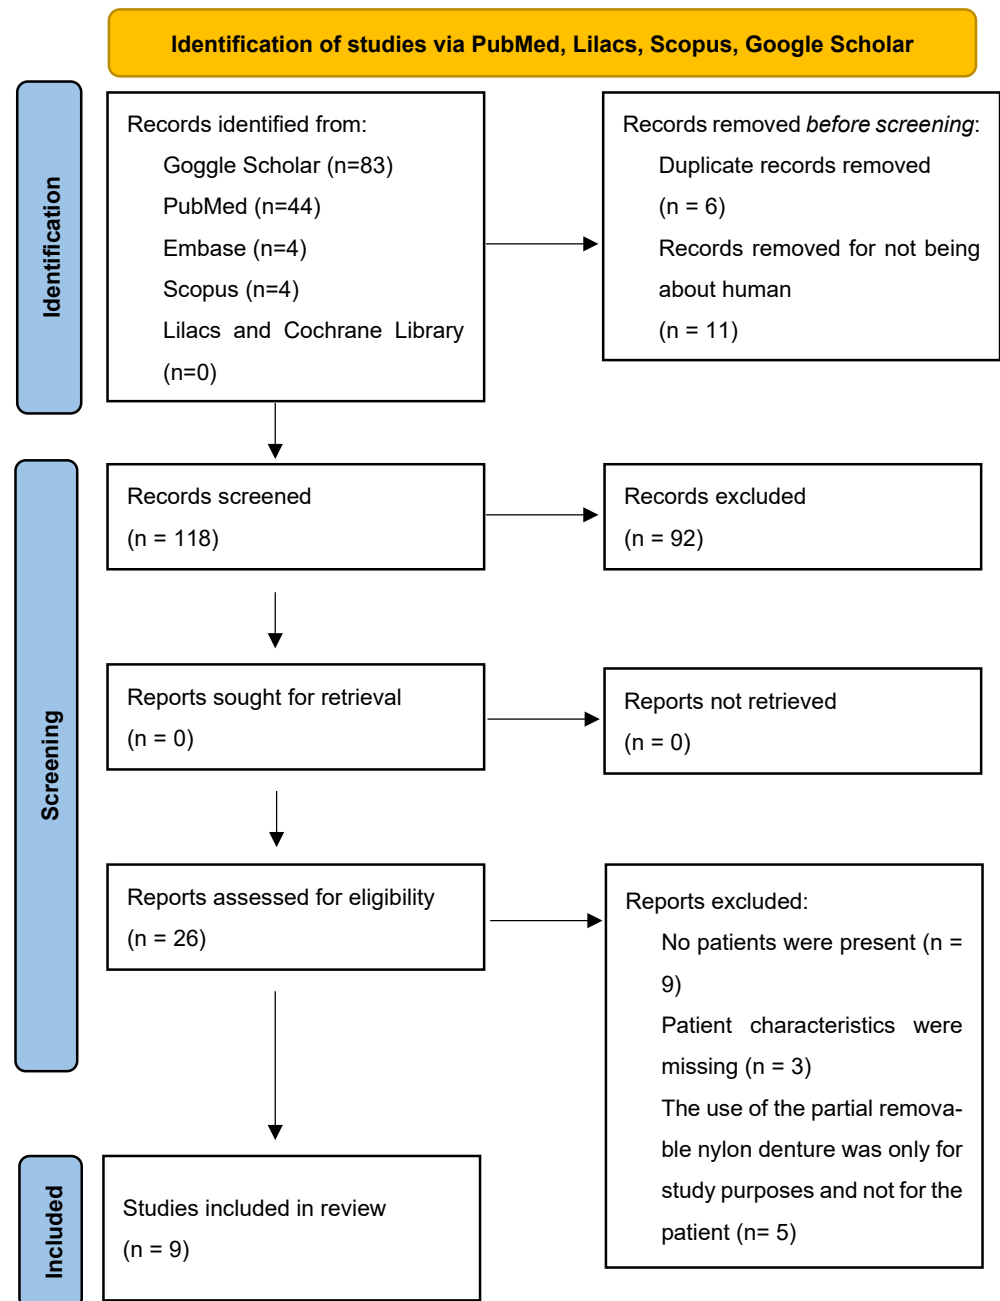 Identification of studies via PubMed, Lilacs, Scopus, Google Scholar
Identification
Records identified from:
Goggle Scholar (n=83)
PubMed (n=44)
Embase (n=4)
Scopus (n=4)
Lilacs and Cochrane Library
(n=0)
Records removed before screening:
Duplicate records removed
(n = 6)
Records removed for not being
about human
(n = 11)
Screening
Records screened
(n = 118)
Records excluded
(n = 92)
Reports sought for retrieval
(n = 0)
Reports not retrieved
(n = 0)
Reports assessed for eligibility
(n = 26)
Reports excluded:
No patients were present (n =
9)
Patient characteristics were
missing (n = 3)
The use of the partial remova-
ble nylon denture was only for
study purposes and not for the
patient (n= 5)
Included
Studies included in review
(n = 9)